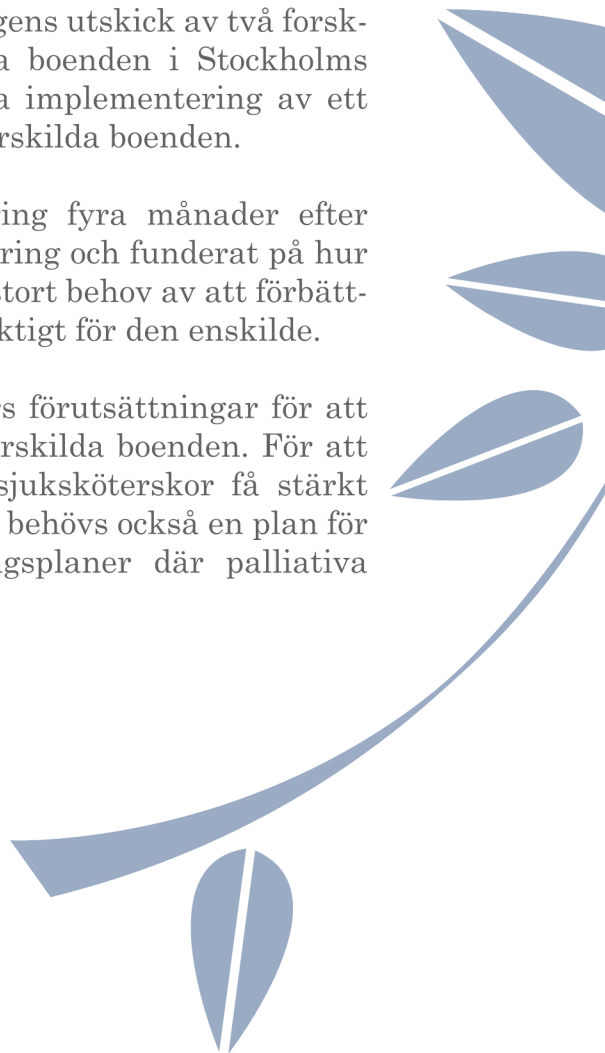 gens utskick av två forsk-
a boenden i Stockholms
a implementering av ett
rskilda boenden.
ing fyra månader efter
ring och funderat på hur
stort behov av att förbätt-
ktigt för den enskilde.
s förutsättningar för att
erskilda boenden. För att
sjuksköterskor få stärkt
behövs också en plan för
gsplaner där palliativa